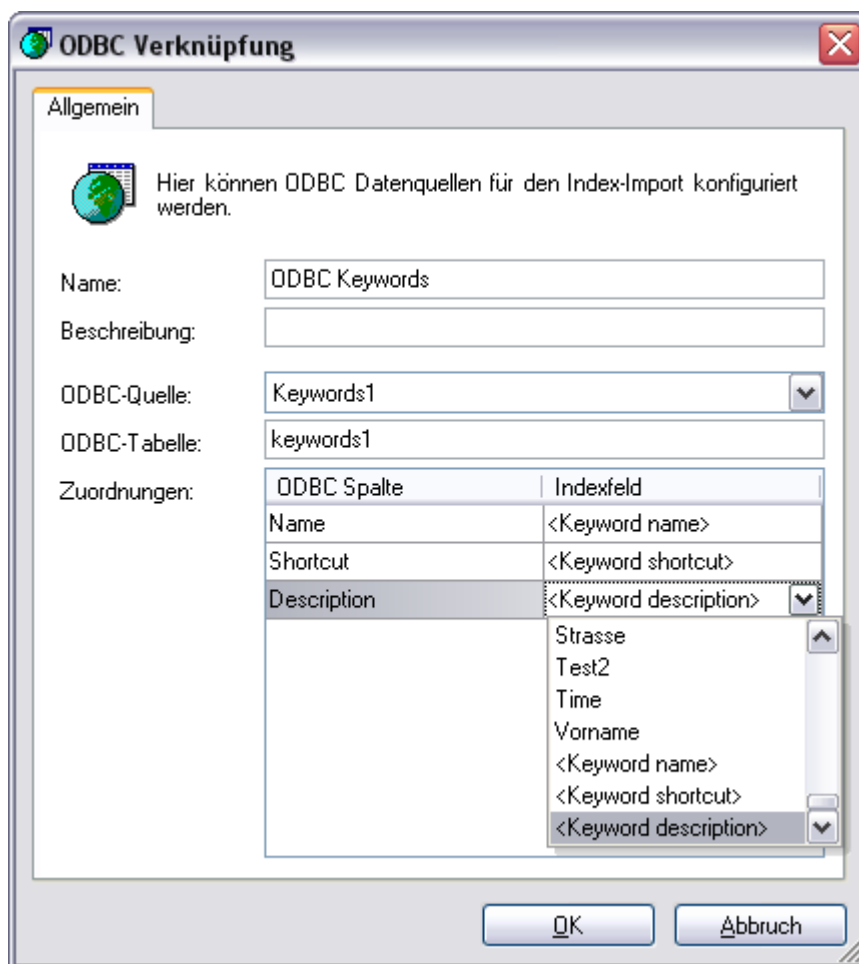 ODBC Verknüpfung
Allgemein
Hier können ODBC Datenquellen für den Index-Import konfiguriert
werden.
Name: ODBC Keywords
Beschreibung:
ODBC-Quelle: Keywords1
ODBC-Tabelle: keywords1
Zuordnungen: ODBC Spalte Indexfeld
Name <Keyword name>
Shortcut <Keyword shortcut>
Description <Keyword description>
Strasse
Test2
Time
Vorname
<Keyword name>
<Keyword shortcut>
<Keyword description>
OK Abbruch